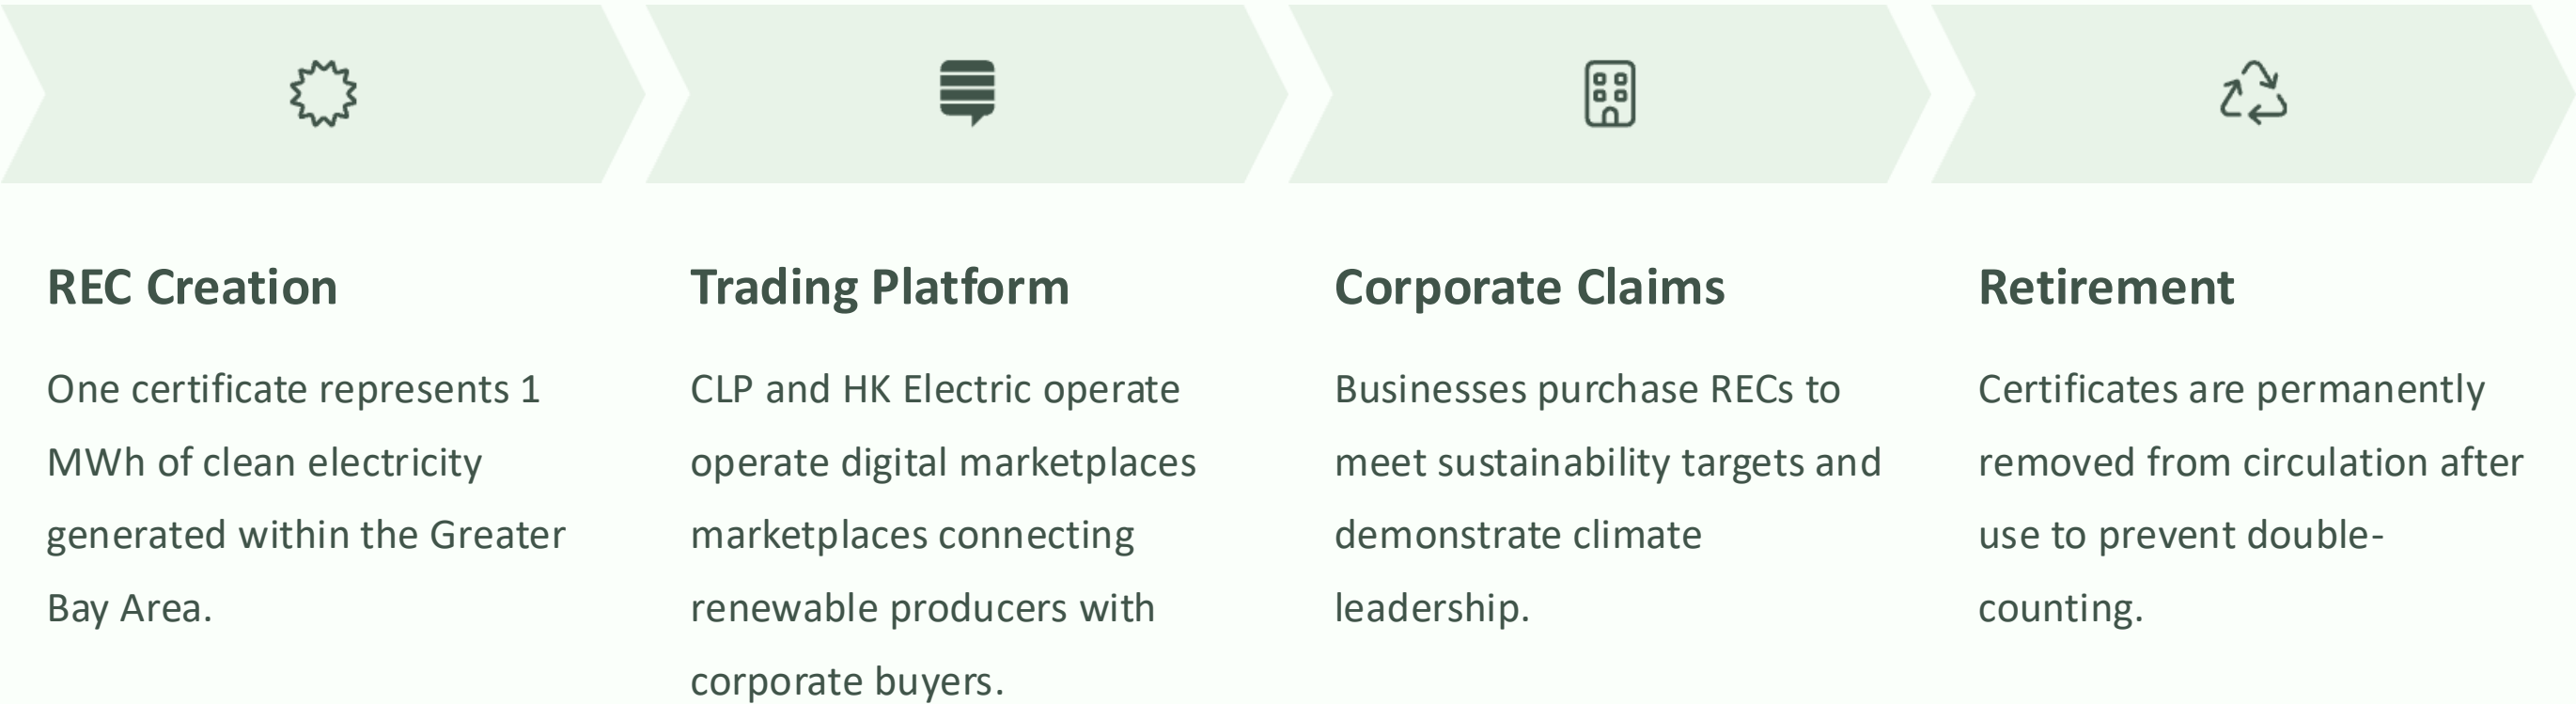 REC Creation
One certificate represents 1
MWh of clean electricity
generated within the Greater
Bay Area.
Trading Platform
CLP and HK Electric operate
operate digital marketplaces
marketplaces connecting
renewable producers with
corporate buyers.
Corporate Claims
Businesses purchase RECs to
meet sustainability targets and
demonstrate climate
leadership.
Retirement
Certificates are permanently
removed from circulation after
use to prevent double-
counting.